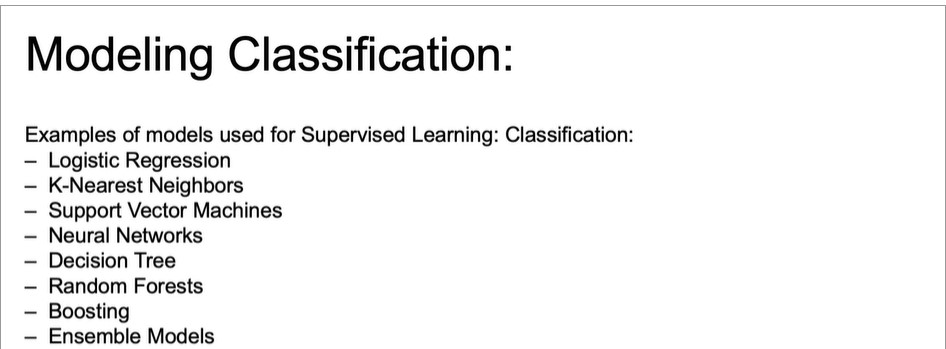 Modeling Classification:
Examples of models used for Supervised Learning: Classification:
– Logistic Regression
– K-Nearest Neighbors
– Support Vector Machines
– Neural Networks
– Decision Tree
– Random Forests
– Boosting
– Ensemble Models